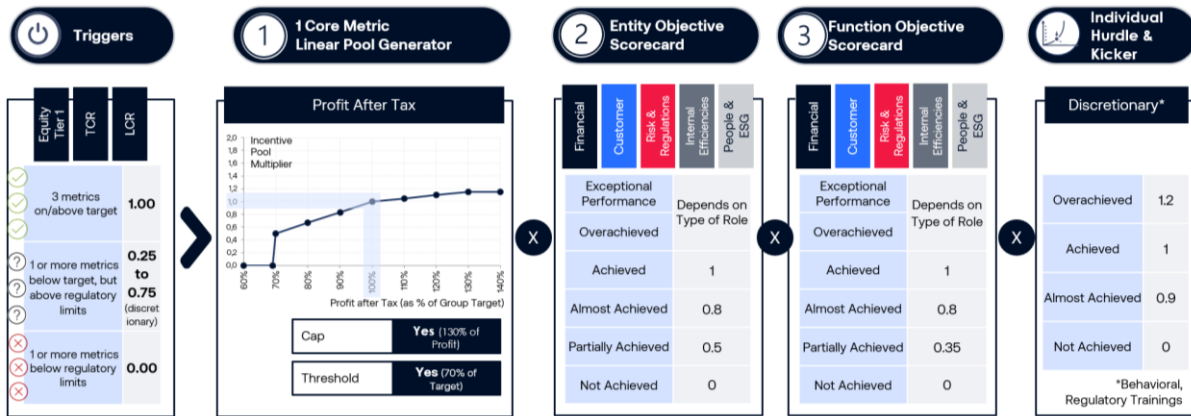 Triggers
1
1 Core Metric
Linear Pool Generator
2
Entity Objective
Scorecard
3
Function Objective
Scorecard
Individual
Hurdle &
Kicker
Equity
Tier 1
TCR
LCR
3 metrics
on/above target
1.00
? 
?
?
1 or more metrics
below target, but
above regulatory
limits
0.25
to
0.75
(discret
ionary)
1 or more metrics
below regulatory
limits
0.00
Profit After Tax
Incentive
Pool
Multiplier
2,0
1,8
1,6
1,4
1,2
1,0
0,8
0,6
0,4
0,2
0,0
60%
70%
80%
90%
100%
110%
120%
130%
140%
Profit after Tax (as % of Group Target)
Cap
Yes (130% of
Profit)
Threshold
Yes (70% of
Target)
X
Financial
Customer
Risk &
Regulations
Internal
Efficiencies
People &
ESG
Exceptional
Performance
Depends on
Type of Role
Overachieved
Achieved
1
Almost Achieved
0.8
Partially Achieved
0.5
Not Achieved
0
X
Financial
Customer
Risk &
Regulations
Internal
Efficiencies
People &
ESG
Exceptional
Performance
Depends on
Type of Role
Overachieved
Achieved
1
Almost Achieved
0.8
Partially Achieved
0.35
Not Achieved
0
X
Discretionary*
Overachieved
1.2
Achieved
1
Almost Achieved
0.9
Not Achieved
0
*Behavioral,
Regulatory Trainings